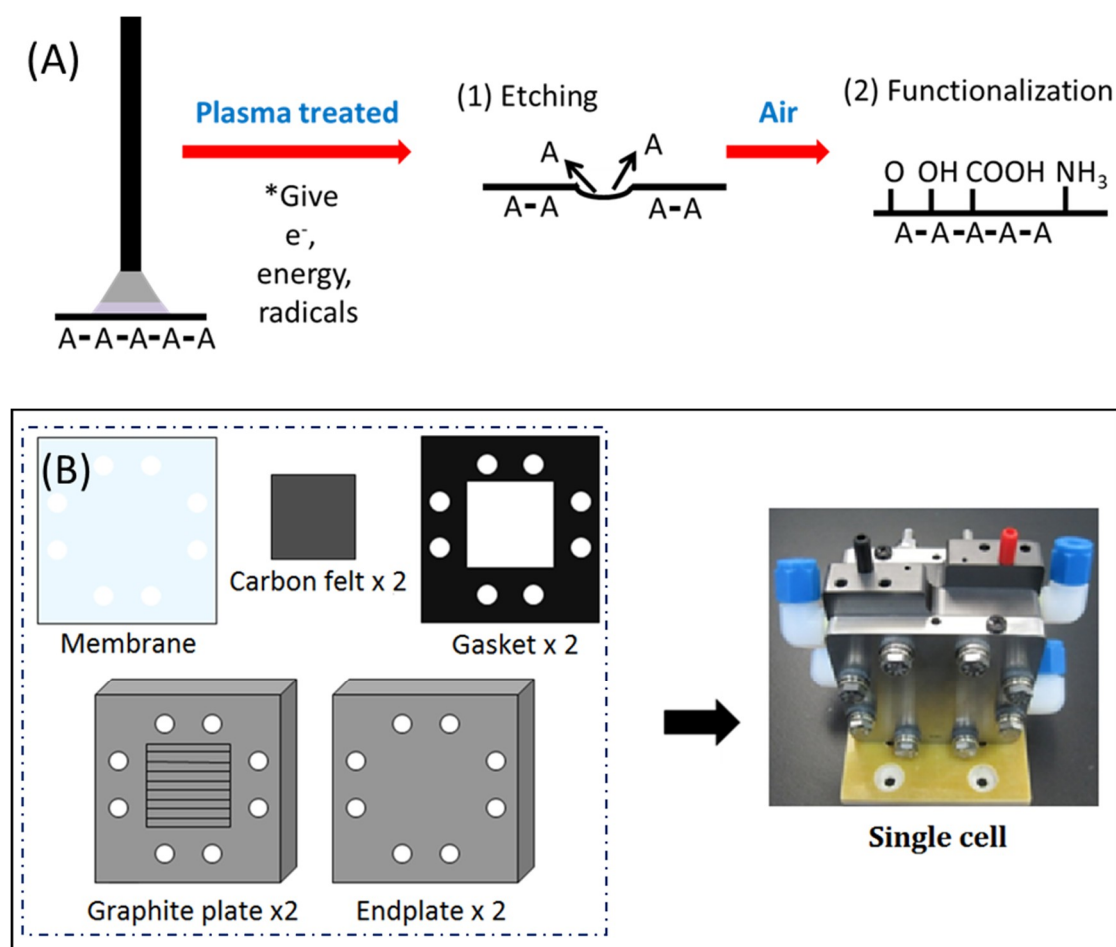 (A)
Plasma treated
*Give
e⁻,
energy,
radicals
A-A-A-A-A
(1) Etching
A A
A-A A-A
Air
(2) Functionalization
O OH COOH NH₃
A-A-A-A-A
(B)
Membrane
Carbon felt x 2
Gasket x 2
Graphite plate x2
Endplate x 2
Single cell